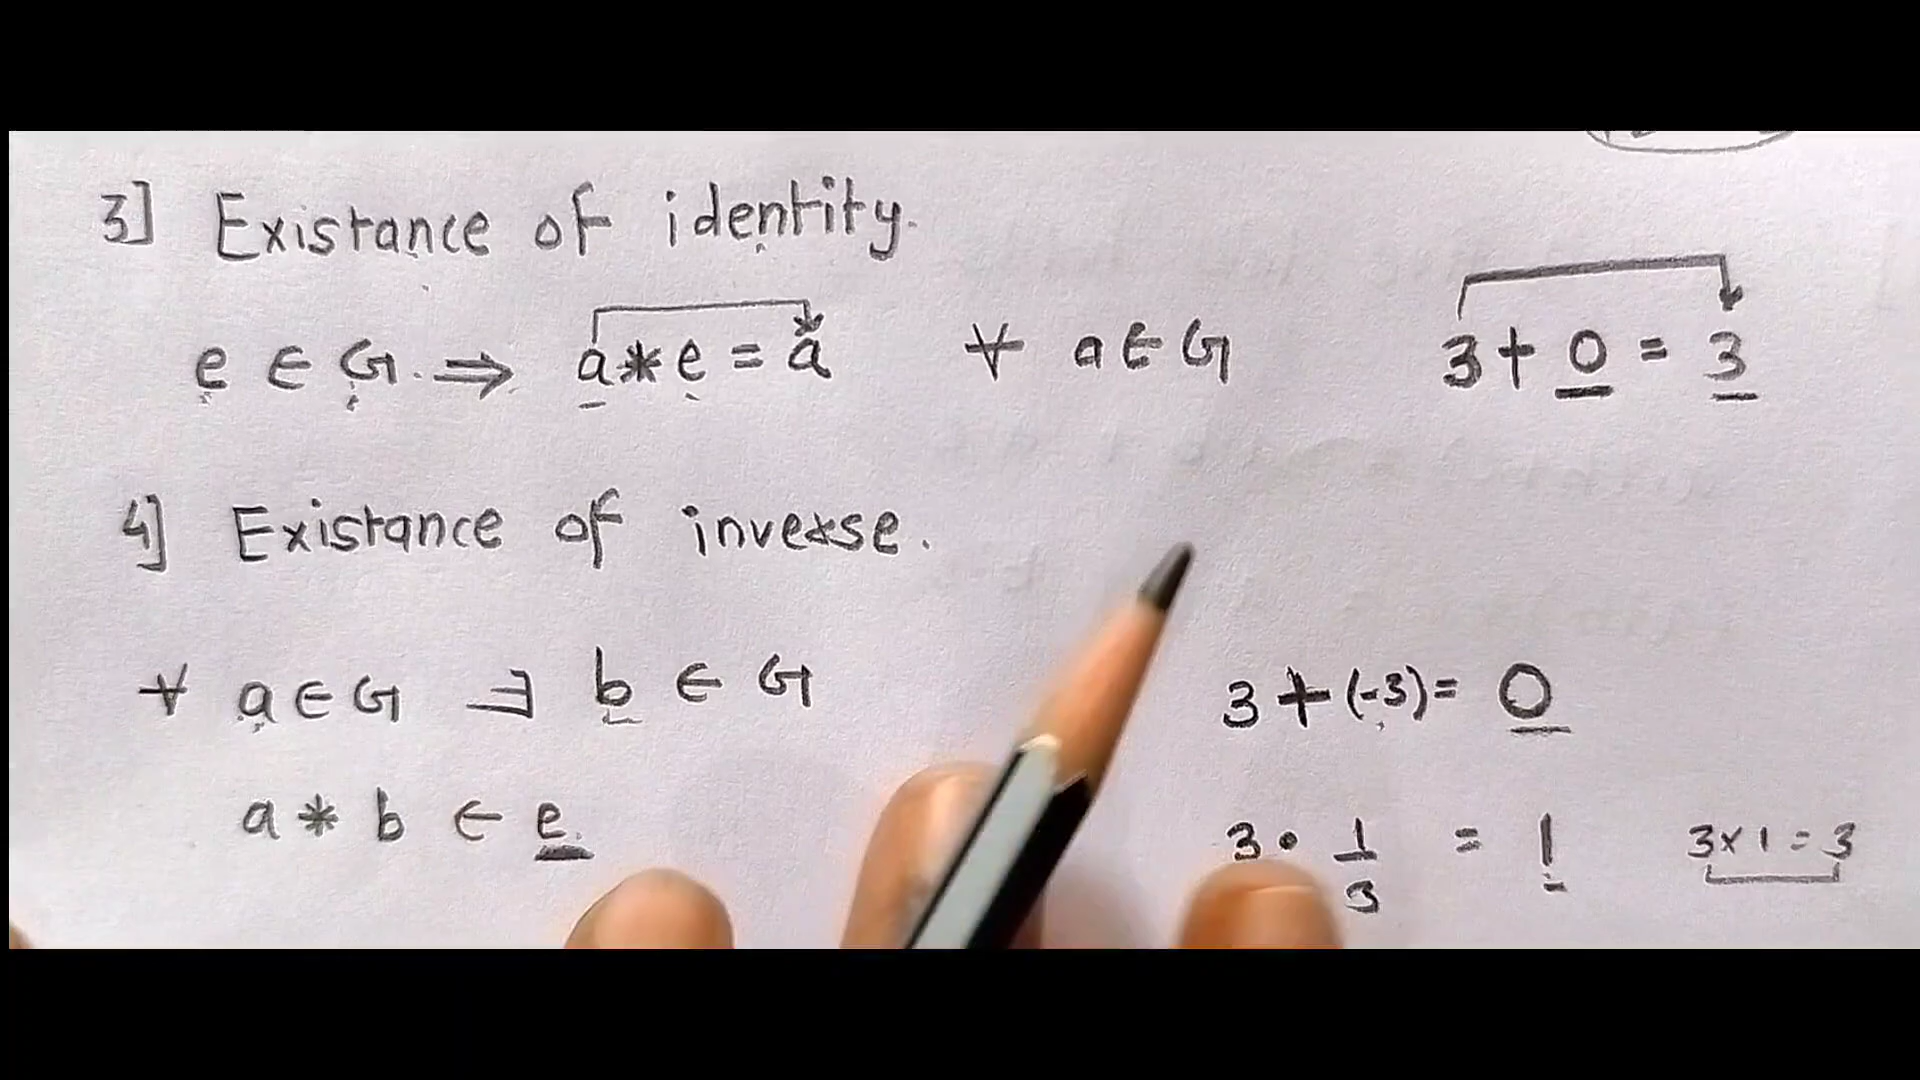 3] Existance of identity.
e ∈ G. ⇒ a * e = a ∀ a ∈ G 3 + 0 = 3
4] Existance of inverse.
∀ a ∈ G ∃ b ∈ G 3 + (-3) = 0
a * b ∈ e. 3 · 1/3 = 1 3 × 1 = 3